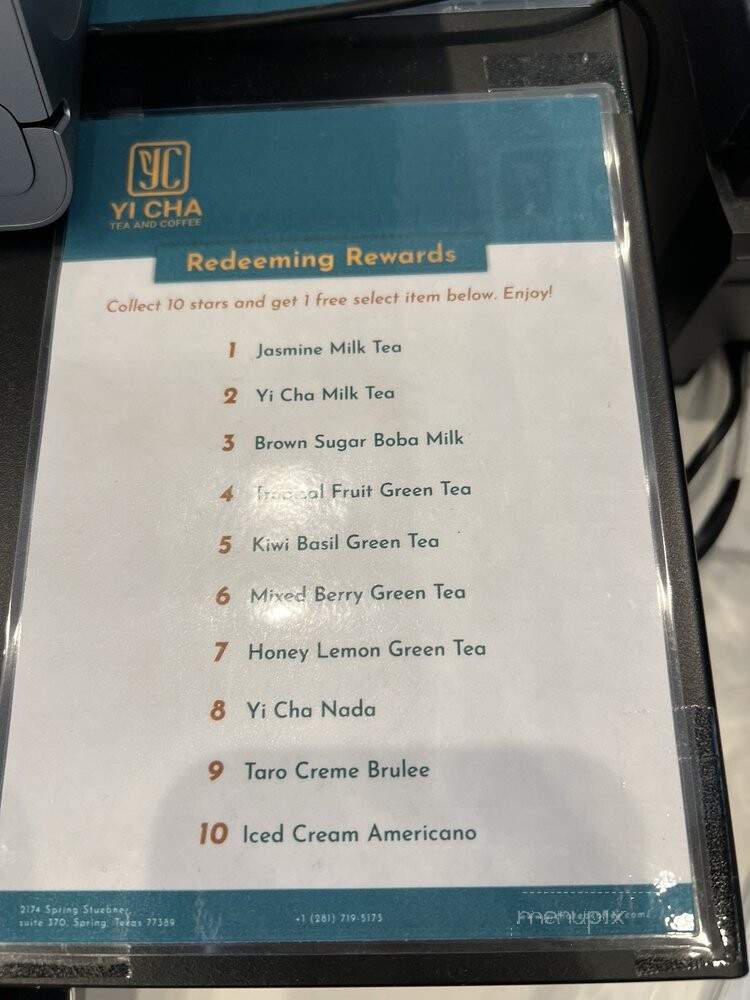 YC
YI CHA
TEA AND COFFEE
Redeeming Rewards
Collect 10 stars and get 1 free select item below. Enjoy!
1 Jasmine Milk Tea
2 Yi Cha Milk Tea
3 Brown Sugar Boba Milk
4 Tropical Fruit Green Tea
5 Kiwi Basil Green Tea
6 Mixed Berry Green Tea
7 Honey Lemon Green Tea
8 Yi Cha Nada
9 Taro Creme Brulee
10 Iced Cream Americano
2174 Spring Stuebner
suite 370, Spring, Texas 77389
+1 (281) 719-5173
menupix